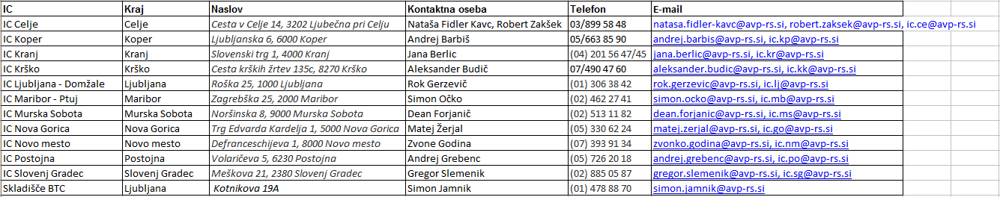 IC Kraj Naslov Kontaktna oseba Telefon E-mail
IC Celje Celje Cesta v Celje 14, 3202 Ljubečna pri Celju Nataša Fidler Kavc, Robert Zakšek 03/899 58 48 natasa.fidler-kavc@avp-rs.si, robert.zaksek@avp-rs.si, ic.ce@avp-rs.si
IC Koper Koper Ljubljanska 6, 6000 Koper Andrej Barbiš 05/663 85 90 andrej.barbis@avp-rs.si, ic.kp@avp-rs.si
IC Kranj Kranj Slovenski trg 1, 4000 Kranj Jana Berlic (04) 201 56 47/45 jana.berlic@avp-rs.si, ic.kr@avp-rs.si
IC Krško Krško Cesta krških žrtev 135c, 8270 Krško Aleksander Budič 07/490 47 60 aleksander.budic@avp-rs.si, ic.kk@avp-rs.si
IC Ljubljana - Domžale Ljubljana Roška 25, 1000 Ljubljana Rok Gerzevič (01) 306 38 42 rok.gerzevic@avp-rs.si, ic.lj@avp-rs.si
IC Maribor - Ptuj Maribor Zagrebška 25, 2000 Maribor Simon Očko (02) 462 27 41 simon.ocko@avp-rs.si, ic.mb@avp-rs.si
IC Murska Sobota Murska Sobota Noršinska 8, 9000 Murska Sobota Dean Forjanič (02) 513 11 82 dean.forjanic@avp-rs.si, ic.ms@avp-rs.si
IC Nova Gorica Nova Gorica Trg Edvarda Kardelja 1, 5000 Nova Gorica Matej Žerjal (05) 330 62 24 matej.zerjal@avp-rs.si, ic.go@avp-rs.si
IC Novo mesto Novo mesto Defranceschijeva 1, 8000 Novo mesto Zvone Godina (07) 393 91 34 zvonko.godina@avp-rs.si, ic.nm@avp-rs.si
IC Postojna Postojna Volaričeva 5, 6230 Postojna Andrej Grebenc (05) 726 20 18 andrej.grebenc@avp-rs.si, ic.po@avp-rs.si
IC Slovenj Gradec Slovenj Gradec Meškova 21, 2380 Slovenj Gradec Gregor Slemenik (02) 885 05 87 gregor.slemenik@avp-rs.si, ic.sg@avp-rs.si
Skladišče BTC Ljubljana Kotnikova 19A Simon Jamnik (01) 478 88 70 simon.jamnik@avp-rs.si